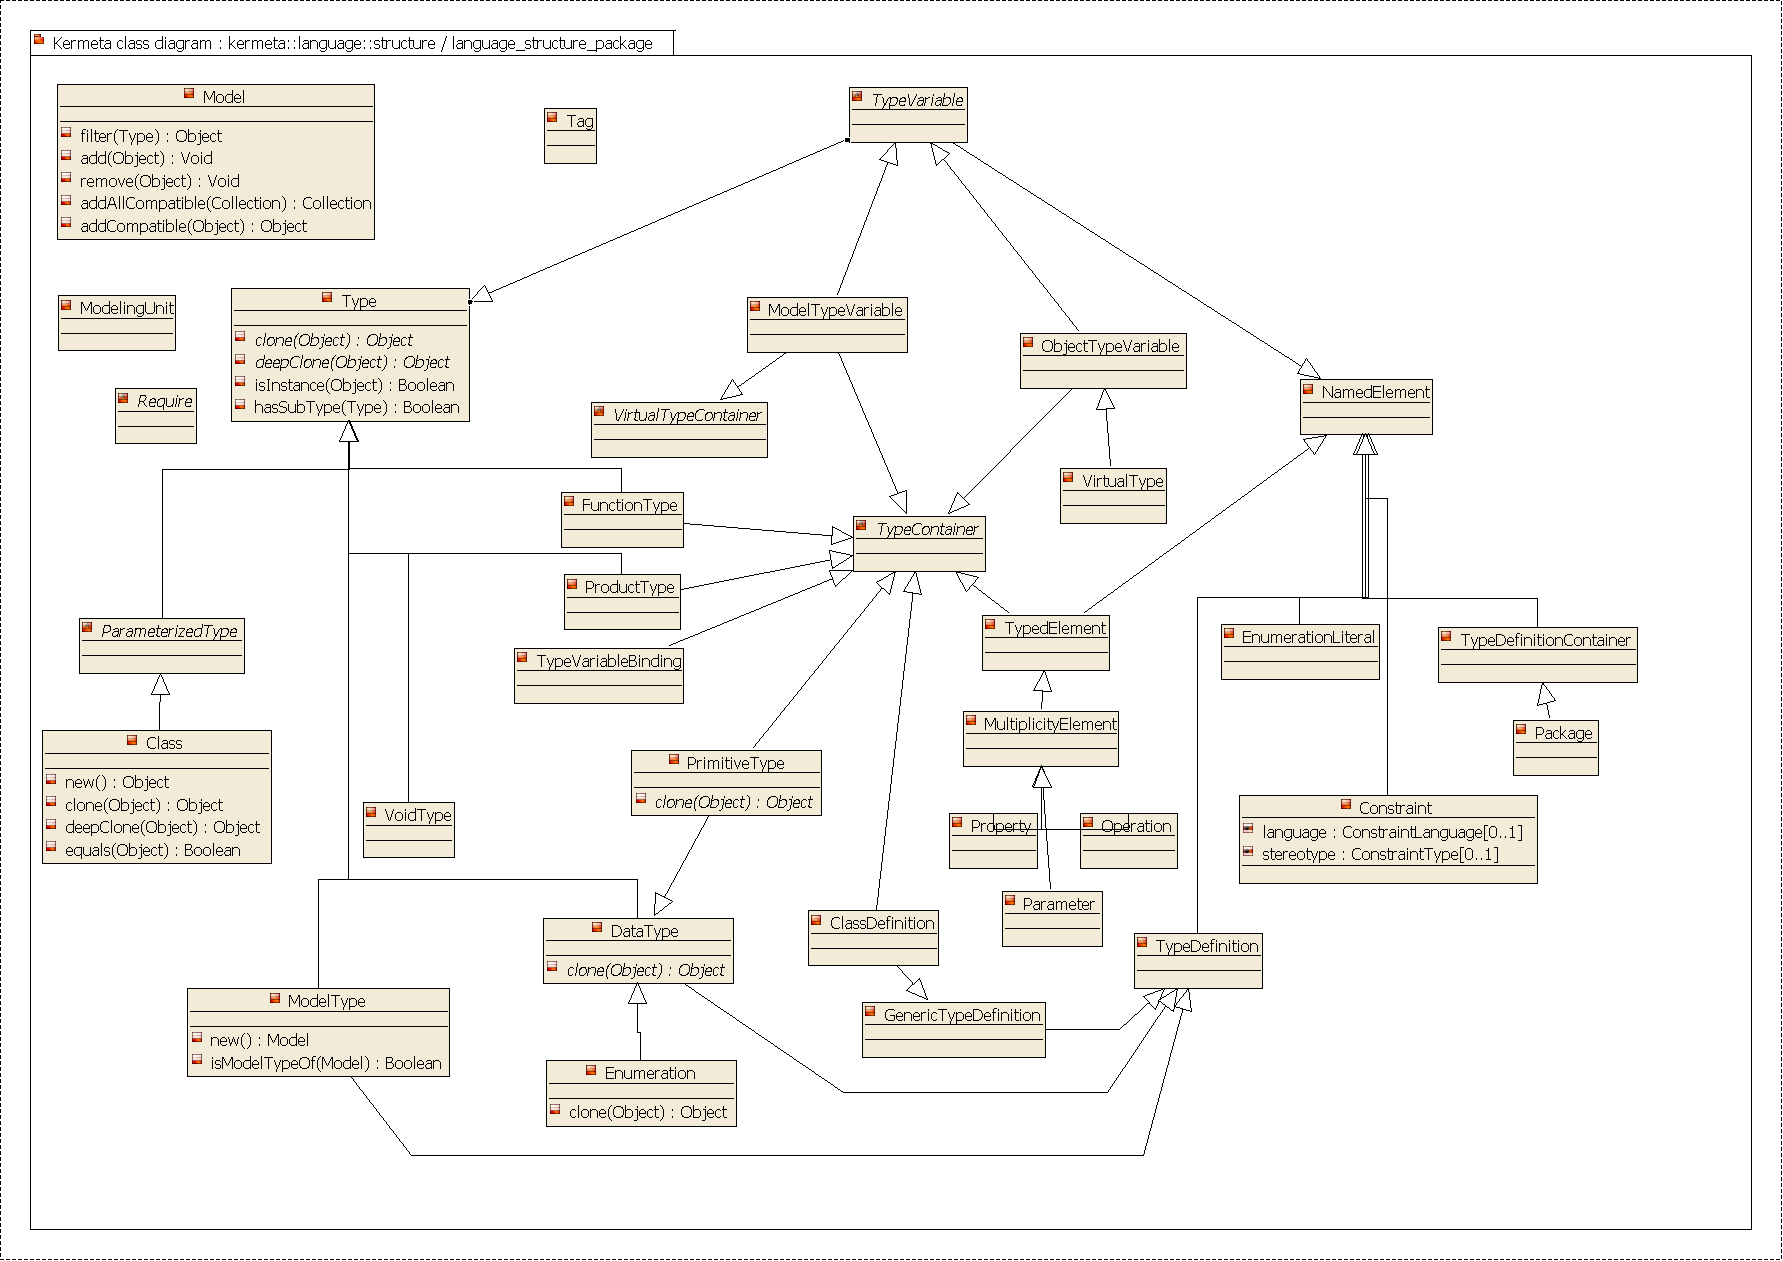 Kermeta class diagram : kermeta::language::structure / language_structure_package
Model
filter(Type) : Object
add(Object) : Void
remove(Object) : Void
addAllCompatible(Collection) : Collection
addCompatible(Object) : Object
Tag
TypeVariable
ModelingUnit
Type
clone(Object) : Object
deepClone(Object) : Object
isInstance(Object) : Boolean
hasSubType(Type) : Boolean
ModelTypeVariable
ObjectTypeVariable
NamedElement
Require
VirtualTypeContainer
VirtualType
FunctionType
TypeContainer
ProductType
ParameterizedType
TypeVariableBinding
TypedElement
EnumerationLiteral
TypeDefinitionContainer
Class
new() : Object
clone(Object) : Object
deepClone(Object) : Object
equals(Object) : Boolean
MultiplicityElement
Package
PrimitiveType
clone(Object) : Object
VoidType
Property
Operation
Constraint
language : ConstraintLanguage[0..1]
stereotype : ConstraintType[0..1]
Parameter
DataType
clone(Object) : Object
ClassDefinition
TypeDefinition
ModelType
new() : Model
isModelTypeOf(Model) : Boolean
GenericTypeDefinition
Enumeration
clone(Object) : Object